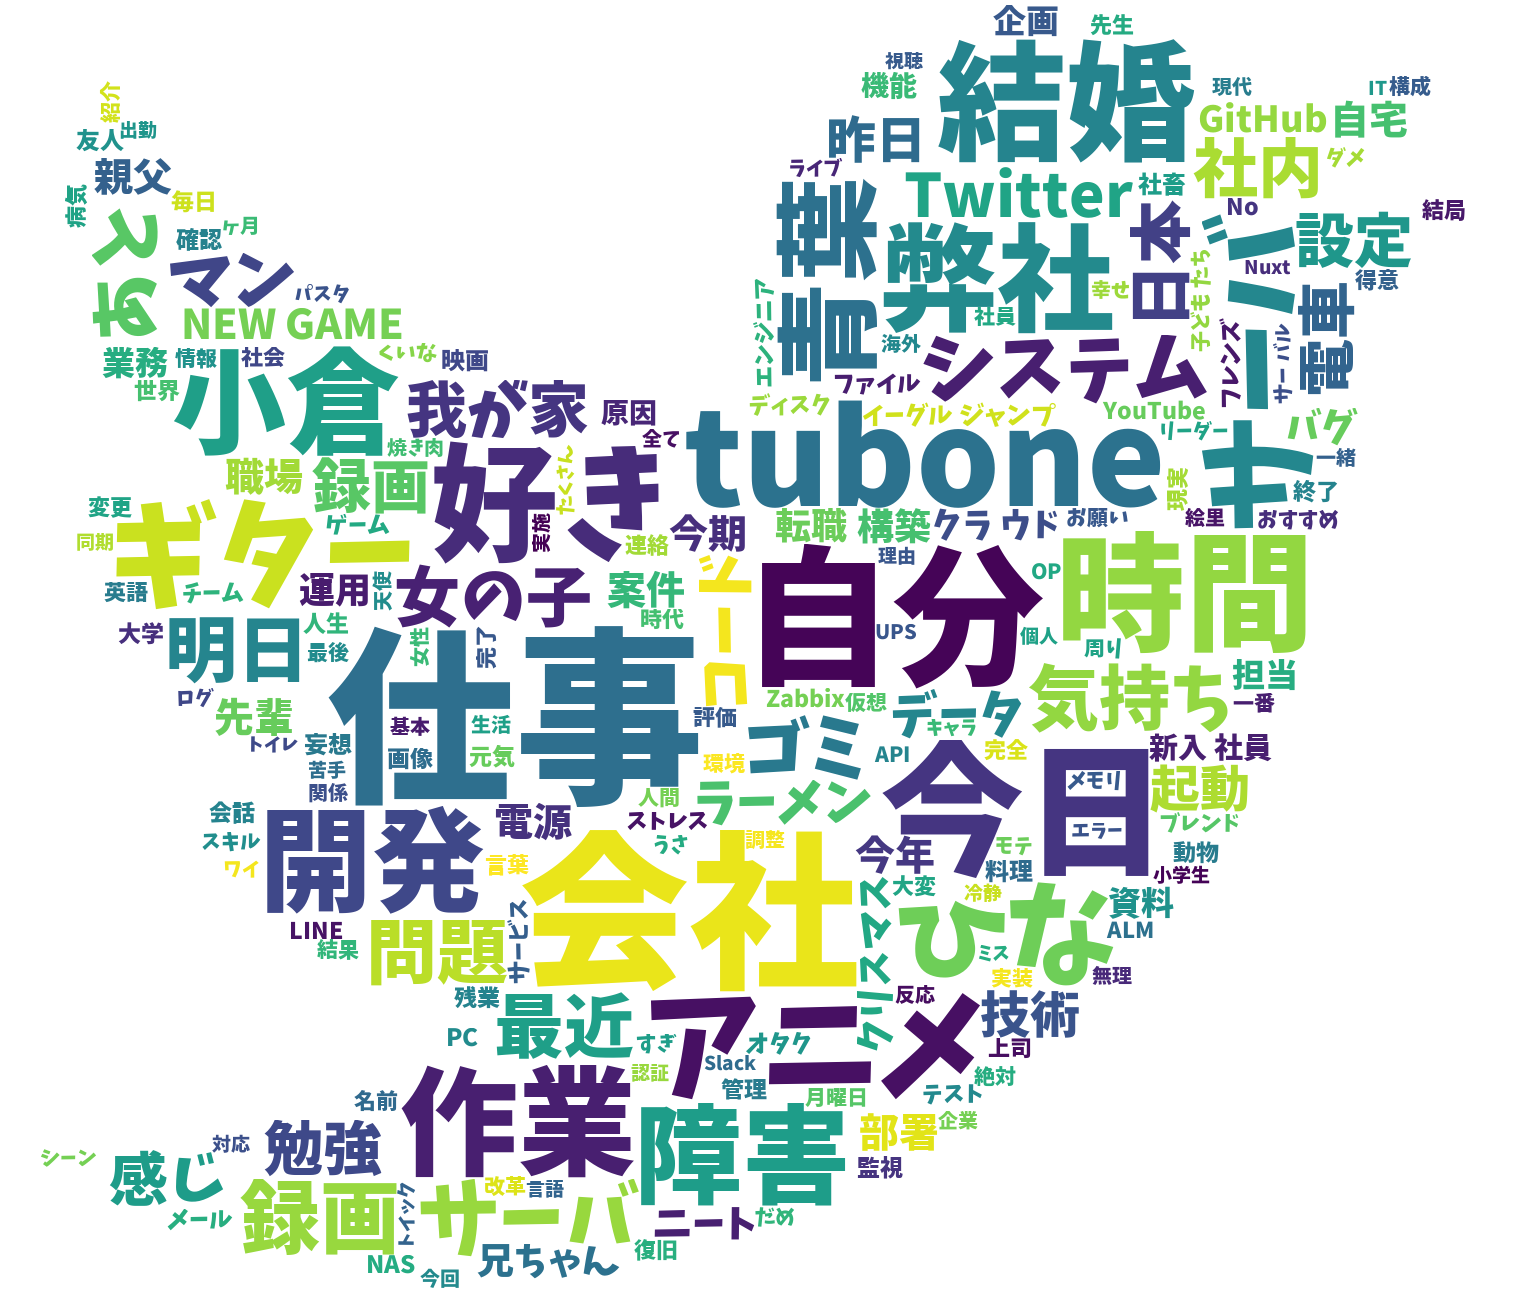 企画
先生
結婚
視聴
機能
現代
IT
構成
紹介
GitHub
自宅
友人
出勤
昨日
社内
ダメ
親父
ライブ
Twitter
社畜
病気
毎日
りす
青葉
日本
No
結局
確認
ヶ月
弊社
サーバ
設定
マン
パスタ
Nuxt
得意
エンジニア
幸せ
子どもたち
電車
NEW GAME
社員
海外
システム
フレンズ
サーバル
業務
情報
社会
小倉
くいな
映画
世界
ファイル
我が家
原因
ディスク
イーグル ジャンプ
YouTube
リーダー
バグ
焼き肉
全て
tubone
一緒
職場
録画
好き
たくさん
現実
終了
変更
ギター
ゲーム
実施
今期
転職
構築
クラウド
お願い
絵里
おすすめ
同期
連絡
理由
時間
英語
チーム
運用
天使
女の子
案件
コード
自分
OP
大学
明日
人生
時代
UPS
個人
周り
最後
女性
完了
仕事
気持ち
担当
ログ
先輩
Zabbix
仮想
データ
一番
トイレ
妄想
基本
生活
評価
ゴミ
キャラ
新入 社員
苦手
画像
元気
環境
API
完全
関係
人間
ラーメン
今日
メモリ
起動
会話
開発
電源
ストレス
エラー
ブレンド
スキル
うさ
調整
今年
モテ
動物
ワイ
言葉
会社
大変
料理
小学生
冷静
LINE
結果
問題
サービス
クリスマス
ひな
資料
ALM
ミス
残業
反応
実装
無理
最近
アニメ
技術
PC
すぎ
オタク
上司
Slack
認証
管理
絶対
作業
名前
月曜日
テスト
対応
勉強
障害
部署
企業
シーン
感じ
監視
録画
トイック
サーバ
改革
言語
メール
ニート
だめ
NAS
今回
兄ちゃん
復旧